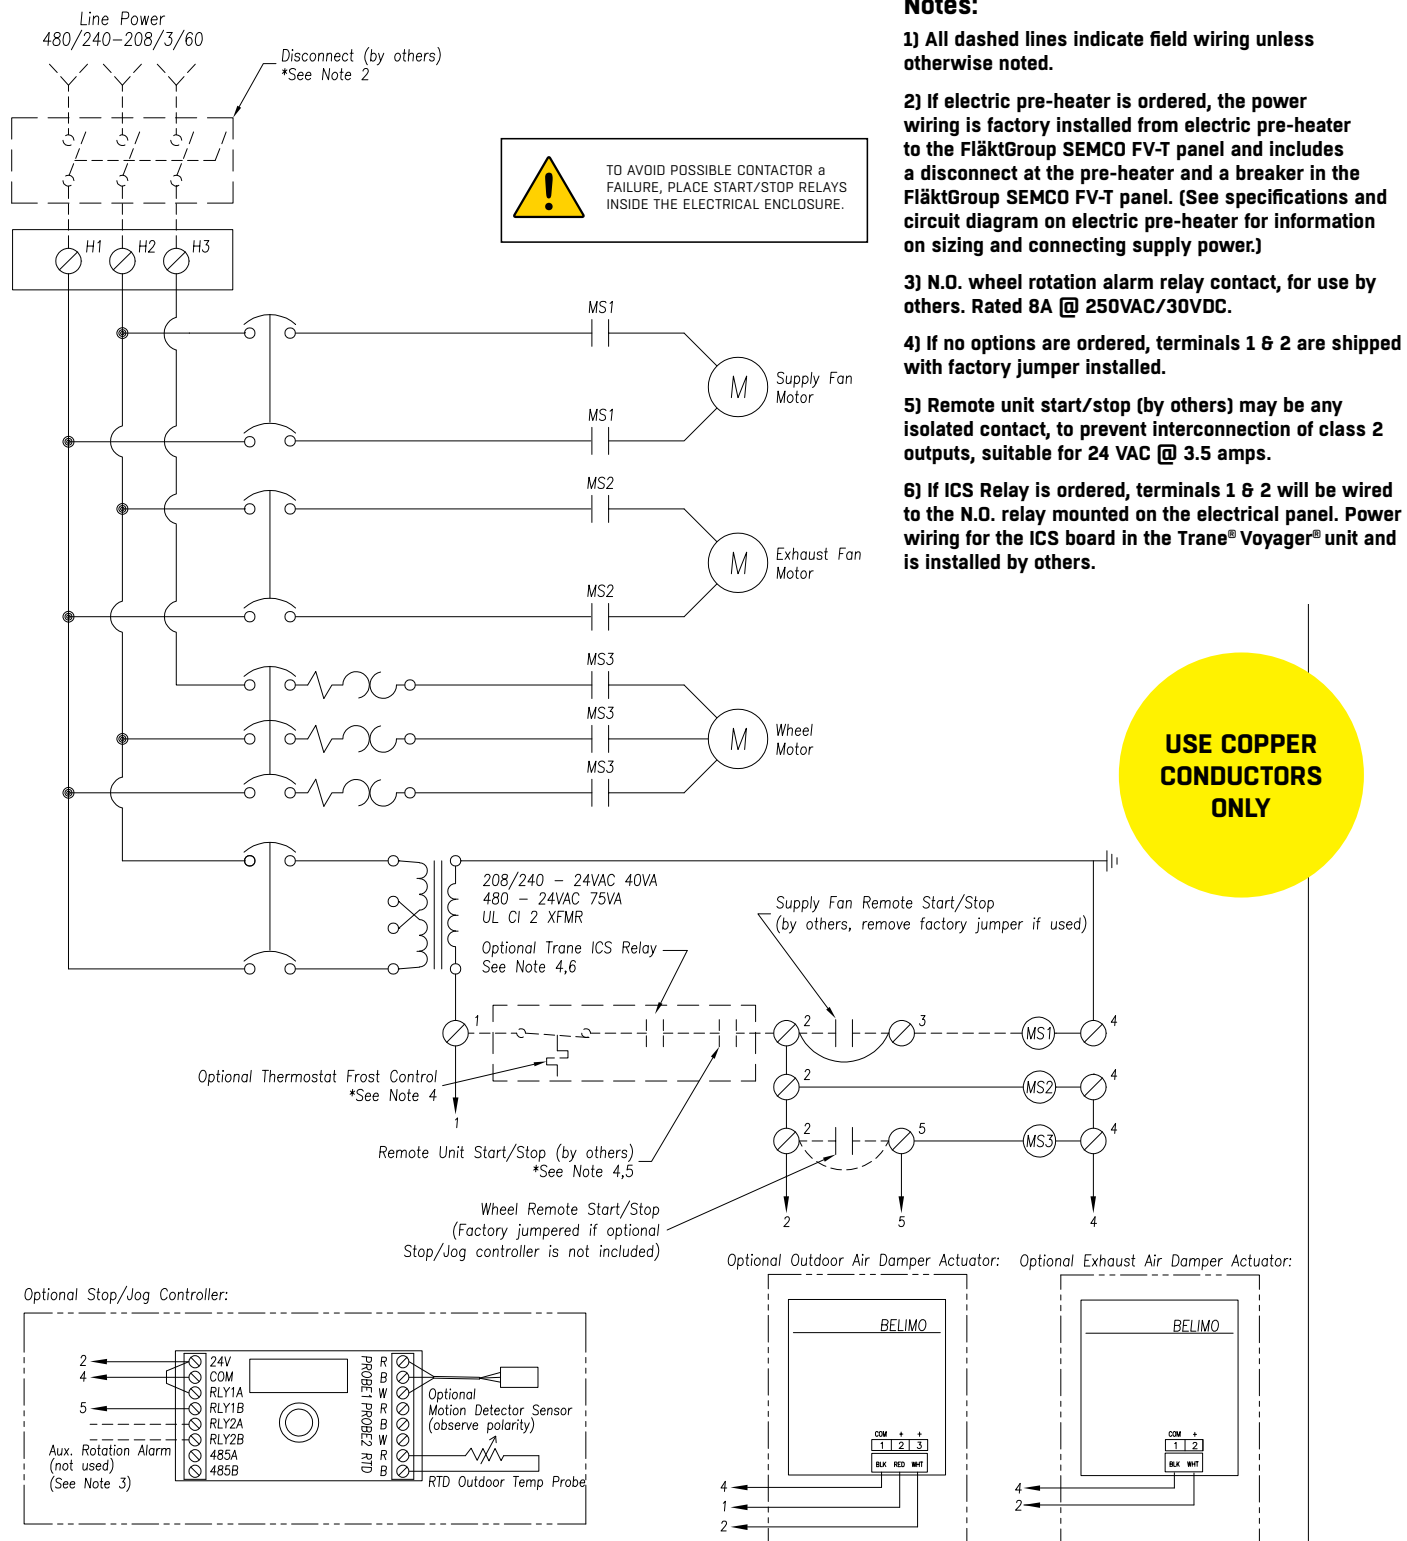 Line Power
480/240-208/3/60
Disconnect (by others)
*See Note 2
H1
H2
H3
TO AVOID POSSIBLE CONTACTOR a
FAILURE, PLACE START/STOP RELAYS
INSIDE THE ELECTRICAL ENCLOSURE.
Notes:
1) All dashed lines indicate field wiring unless
otherwise noted.
2) If electric pre-heater is ordered, the power
wiring is factory installed from electric pre-heater
to the FläktGroup SEMCO FV-T panel and includes
a disconnect at the pre-heater and a breaker in the
FläktGroup SEMCO FV-T panel. (See specifications and
circuit diagram on electric pre-heater for information
on sizing and connecting supply power.)
3) N.O. wheel rotation alarm relay contact, for use by
others. Rated 8A @ 250VAC/30VDC.
4) If no options are ordered, terminals 1 & 2 are shipped
with factory jumper installed.
5) Remote unit start/stop (by others) may be any
isolated contact, to prevent interconnection of class 2
outputs, suitable for 24 VAC @ 3.5 amps.
6) If ICS Relay is ordered, terminals 1 & 2 will be wired
to the N.O. relay mounted on the electrical panel. Power
wiring for the ICS board in the Trane® Voyager® unit and
is installed by others.
USE COPPER
CONDUCTORS
ONLY
MS1
M
Supply Fan
Motor
MS1
MS2
M
Exhaust Fan
Motor
MS2
MS3
MS3
M
Wheel
Motor
MS3
208/240 - 24VAC 40VA
480 - 24VAC 75VA
UL Cl 2 XFMR
Optional Trane ICS Relay
See Note 4,6
Supply Fan Remote Start/Stop
(by others, remove factory jumper if used)
1
2
3
MS1
4
Optional Thermostat Frost Control
*See Note 4
1
2
MS2
4
Remote Unit Start/Stop (by others)
*See Note 4,5
2
5
MS3
4
Wheel Remote Start/Stop
(Factory jumpered if optional
Stop/Jog controller is not included)
2
5
4
Optional Stop/Jog Controller:
2
4
5
24V
COM
RLY1A
RLY1B
RLY2A
RLY2B
485A
485B
Aux. Rotation Alarm
(not used)
(See Note 3)
PROBE1
PROBE2
RTD
R
B
W
R
B
W
R
B
Optional
Motion Detector Sensor
(observe polarity)
RTD Outdoor Temp Probe
Optional Outdoor Air Damper Actuator:
BELIMO
COM + +
1 2 3
BLK RED WHT
4
1
2
Optional Exhaust Air Damper Actuator:
BELIMO
COM +
1 2
BLK WHT
4
2